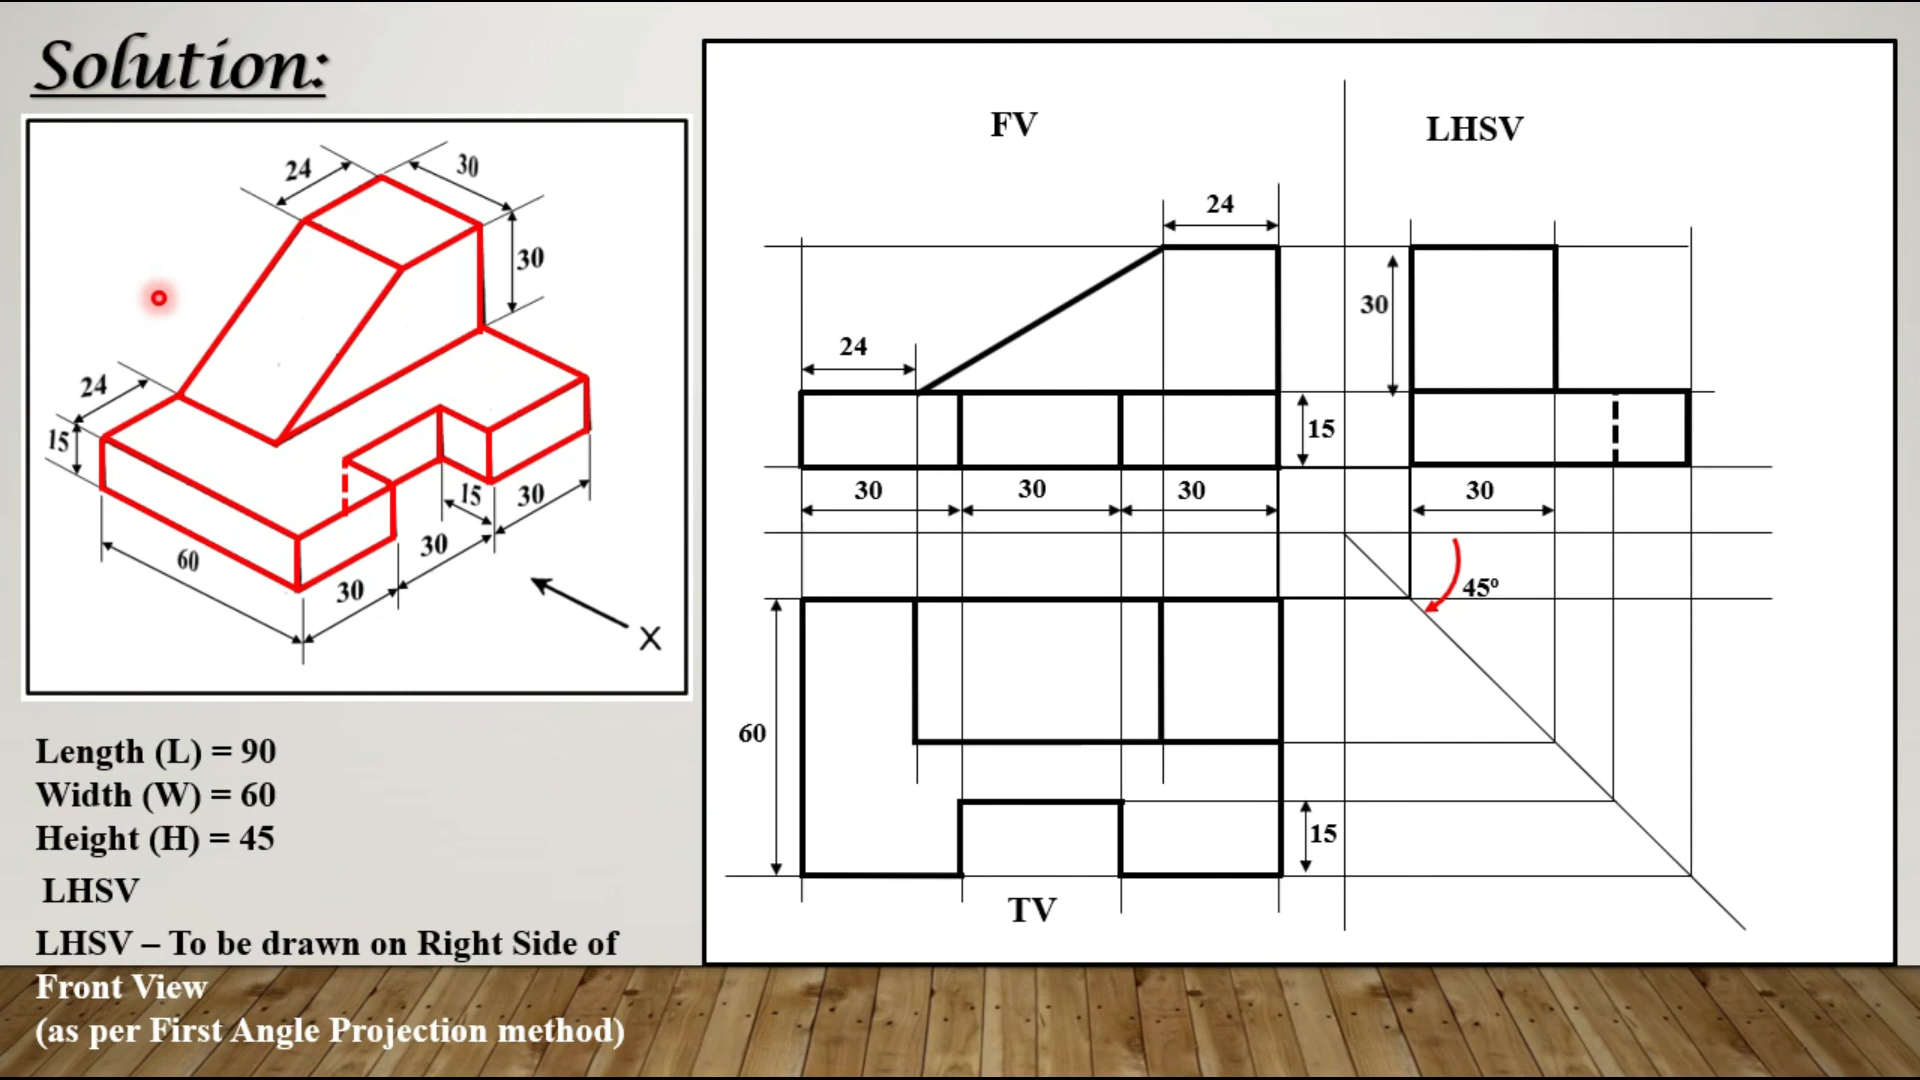 Solution:
24
30
30
24
15
15
30
60
30
30
X
Length (L) = 90
Width (W) = 60
Height (H) = 45
LHSV
LHSV – To be drawn on Right Side of
Front View
(as per First Angle Projection method)
FV
LHSV
24
30
24
15
30
30
30
30
45º
60
15
TV